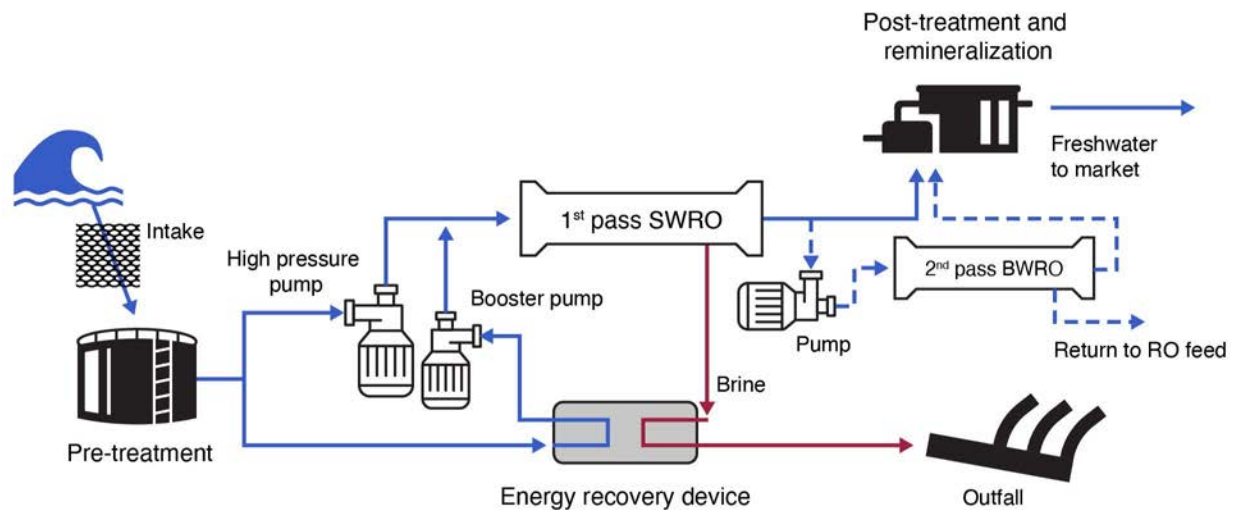 Post-treatment and
remineralization
Freshwater
to market
Intake
1st pass SWRO
High pressure
pump
Booster pump
2nd pass BWRO
Pump
Return to RO feed
Brine
Pre-treatment
Energy recovery device
Outfall